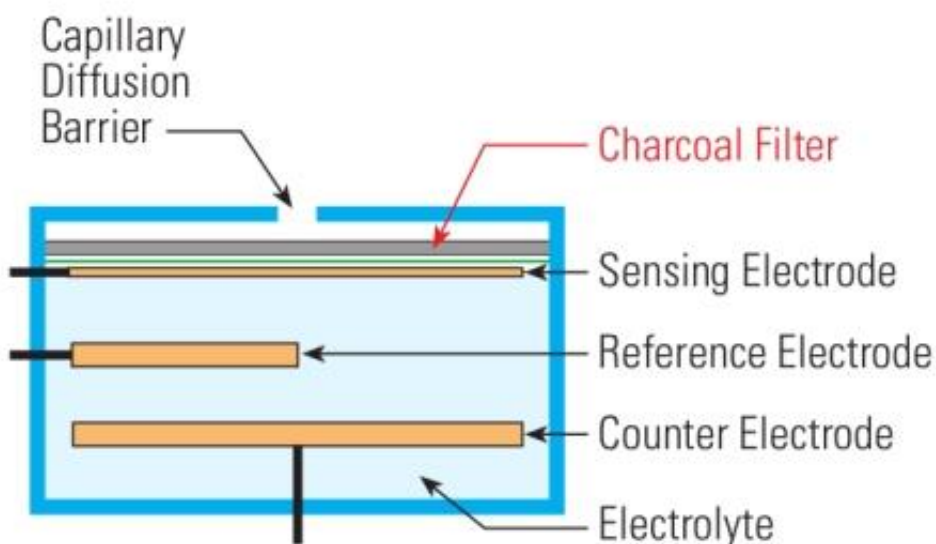 Capillary
Diffusion
Barrier
Charcoal Filter
Sensing Electrode
Reference Electrode
Counter Electrode
Electrolyte